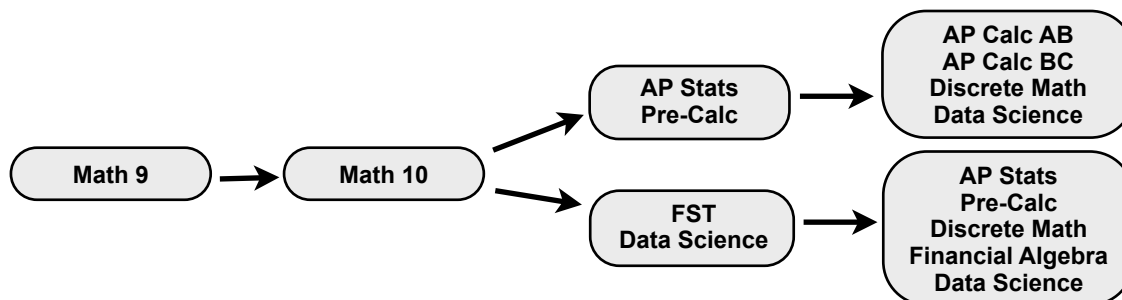 Math 9
Math 10
AP Stats
Pre-Calc
AP Calc AB
AP Calc BC
Discrete Math
Data Science
FST
Data Science
AP Stats
Pre-Calc
Discrete Math
Financial Algebra
Data Science